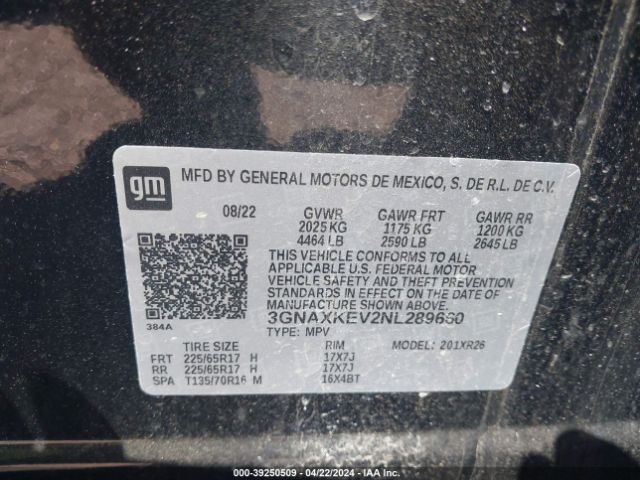 gm
MFD BY GENERAL MOTORS DE MEXICO, S. DE R.L. DE C.V.
08/22 GVWR GAWR FRT GAWR RR
2025 KG 1175 KG 1200 KG
4464 LB 2590 LB 2645 LB
THIS VEHICLE CONFORMS TO ALL
APPLICABLE U.S. FEDERAL MOTOR
VEHICLE SAFETY AND THEFT PREVENTION
STANDARDS IN EFFECT ON THE DATE OF
MANUFACTURE SHOWN ABOVE.
3GNAXKEV2NL289660
384A
TYPE: MPV MODEL: 201XR26
TIRE SIZE RIM
FRT 225/65R17 H 17X7J
RR 225/65R17 H 17X7J
SPA T135/70R16 M 16X4BT
000-39250509 - 04/22/2024 - IAA Inc.